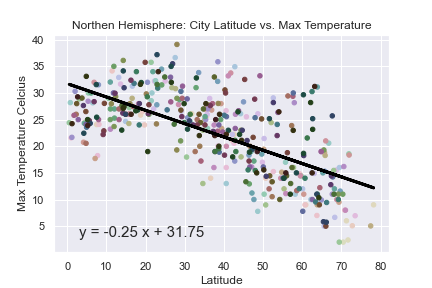 Northen Hemisphere: City Latitude vs. Max Temperature
Max Temperature Celcius
40
35
30
25
20
15
10
5
y = -0.25 x + 31.75
0 10 20 30 40 50 60 70 80
Latitude